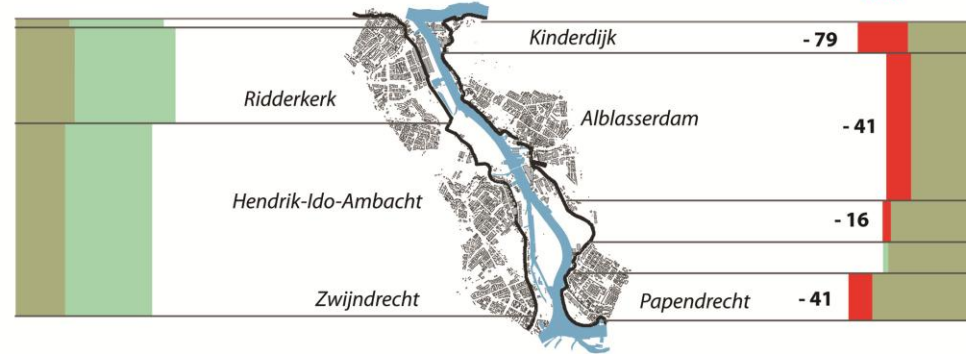 Kinderdijk
- 79
Ridderkerk
Alblasserdam
- 41
Hendrik-Ido-Ambacht
- 16
Zwijndrecht
Papendrecht
- 41